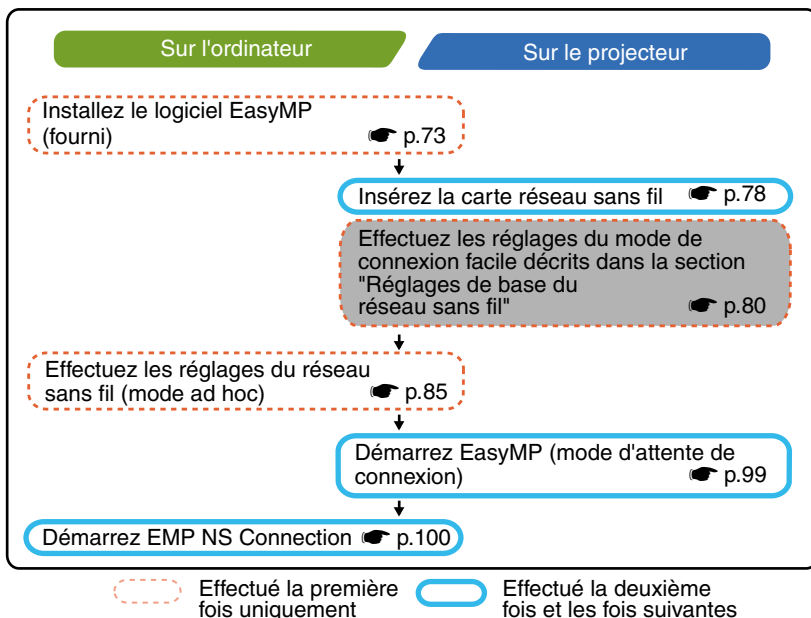 Sur l'ordinateur
Sur le projecteur
Installez le logiciel EasyMP
(fourni) p.73
Insérez la carte réseau sans fil p.78
Effectuez les réglages du mode de
connexion facile décrits dans la section
"Réglages de base du
réseau sans fil" p.80
Effectuez les réglages du réseau
sans fil (mode ad hoc) p.85
Démarrez EasyMP (mode d'attente de
connexion) p.99
Démarrez EMP NS Connection p.100
Effectué la première
fois uniquement
Effectué la deuxième
fois et les fois suivantes